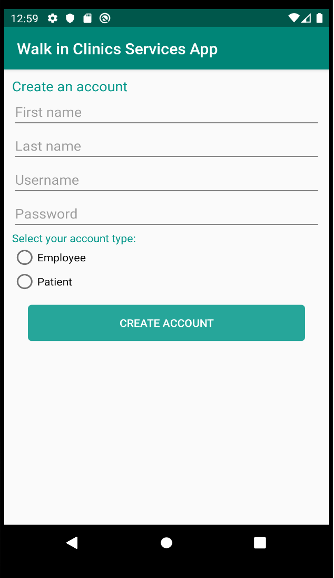 12:59
Walk in Clinics Services App
Create an account
First name
Last name
Username
Password
Select your account type:
Employee
Patient
CREATE ACCOUNT